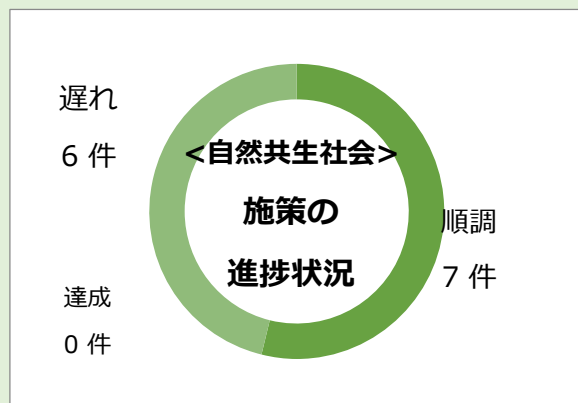 <自然共生社会>
施策の
進捗状況
遅れ
6 件
順調
7 件
達成
0 件